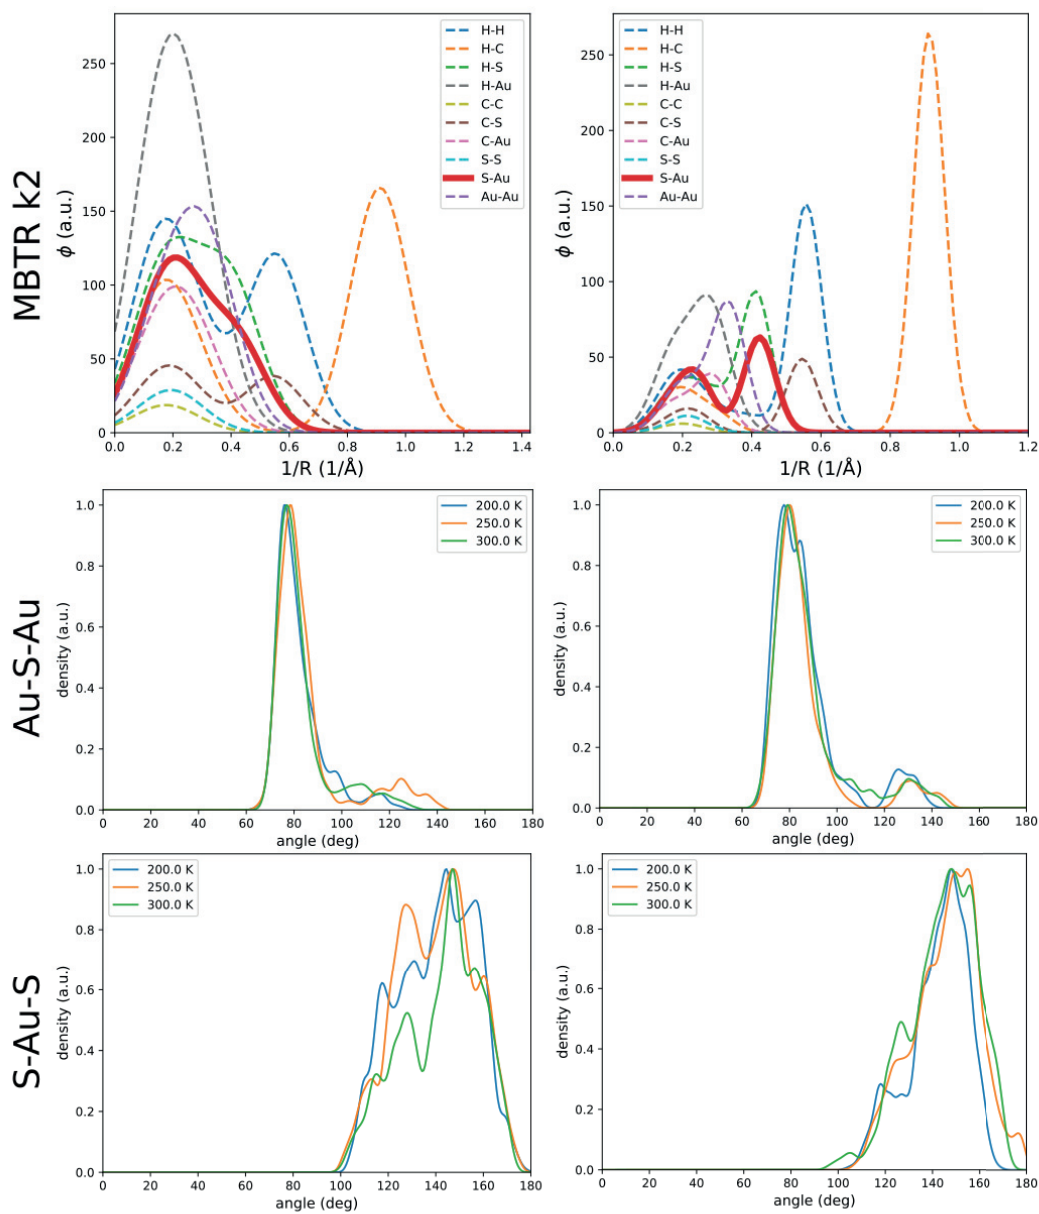 MBTR k2
ϕ (a.u.)
250
200
150
100
50
0
0.0 0.2 0.4 0.6 0.8 1.0 1.2 1.4
1/R (1/Å)
H-H
H-C
H-S
H-Au
C-C
C-S
C-Au
S-S
S-Au
Au-Au
ϕ (a.u.)
250
200
150
100
50
0
0.0 0.2 0.4 0.6 0.8 1.0 1.2
1/R (1/Å)
H-H
H-C
H-S
H-Au
C-C
C-S
C-Au
S-S
S-Au
Au-Au
Au-S-Au
density (a.u.)
1.0
0.8
0.6
0.4
0.2
0.0
0 20 40 60 80 100 120 140 160 180
angle (deg)
200.0 K
250.0 K
300.0 K
density (a.u.)
1.0
0.8
0.6
0.4
0.2
0.0
0 20 40 60 80 100 120 140 160 180
angle (deg)
200.0 K
250.0 K
300.0 K
S-Au-S
density (a.u.)
1.0
0.8
0.6
0.4
0.2
0.0
0 20 40 60 80 100 120 140 160 180
angle (deg)
200.0 K
250.0 K
300.0 K
density (a.u.)
1.0
0.8
0.6
0.4
0.2
0.0
0 20 40 60 80 100 120 140 160 180
angle (deg)
200.0 K
250.0 K
300.0 K